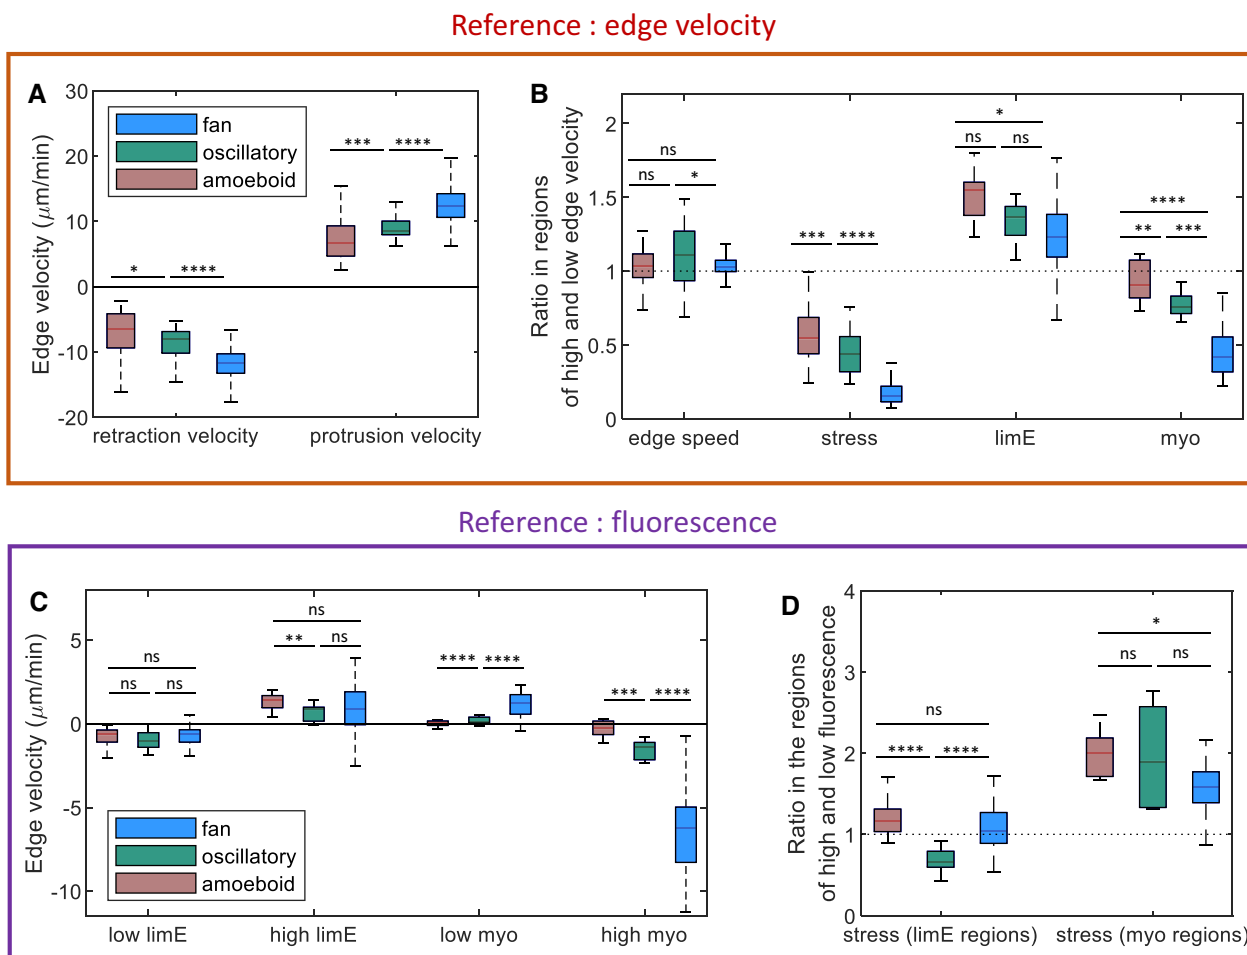 Reference : edge velocity
A
30
20
10
0
-10
-20
Edge velocity (μm/min)
fan
oscillatory
amoeboid
* **** *** ****
retraction velocity protrusion velocity
B
2
1.5
1
0.5
0
Ratio in regions
of high and low edge velocity
ns
ns *
*** ****
*
ns ns
****
** ***
edge speed stress limE myo
Reference : fluorescence
C
5
0
-5
-10
Edge velocity (μm/min)
ns
ns ns
ns
** ns
**** ****
*** ****
fan
oscillatory
amoeboid
low limE high limE low myo high myo
D
4
3
2
1
0
Ratio in the regions
of high and low fluorescence
ns
**** ****
*
ns ns
stress (limE regions) stress (myo regions)